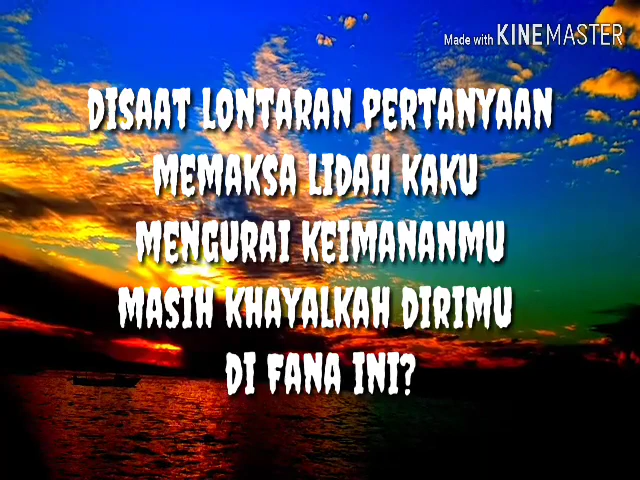 Made with KINEMASTER
DISAAT LONTARAN PERTANYAAN
MEMAKSA LIDAH KAKU
MENGURAI KEIMANANMU
MASIH KHAYALKAH DIRIMU
DI FANA INI?